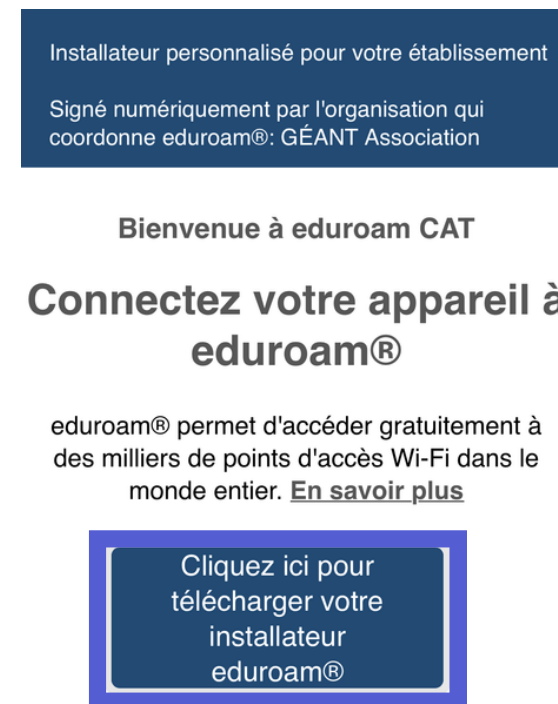 Installateur personnalisé pour votre établissement
Signé numériquement par l'organisation qui
coordonne eduroam®: GÉANT Association
Bienvenue à eduroam CAT
Connectez votre appareil à
eduroam®
eduroam® permet d'accéder gratuitement à
des milliers de points d'accès Wi-Fi dans le
monde entier. En savoir plus
Cliquez ici pour
télécharger votre
installateur
eduroam®